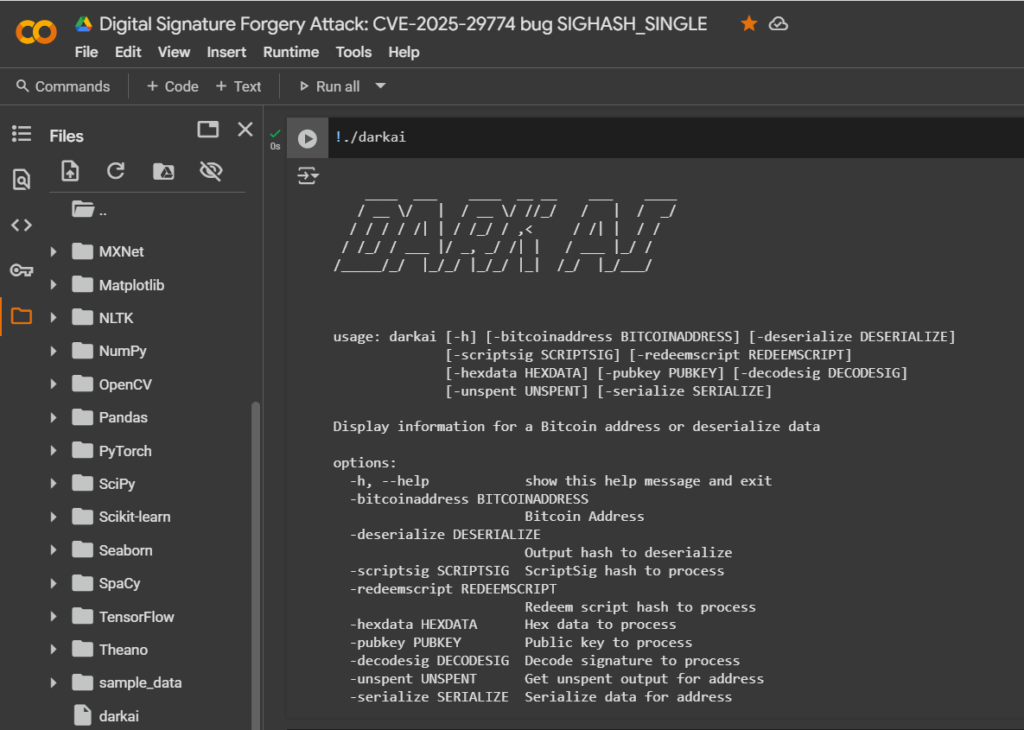 Digital Signature Forgery Attack: CVE-2025-29774 bug SIGHASH_SINGLE
File Edit View Insert Runtime Tools Help
Commands + Code + Text Run all
Files
..
MXNet
Matplotlib
NLTK
NumPy
OpenCV
Pandas
PyTorch
SciPy
Scikit-learn
Seaborn
SpaCy
TensorFlow
Theano
sample_data
darkai
0s
!./darkai
DARK AI
usage: darkai [-h] [-bitcoinaddress BITCOINADDRESS] [-deserialize DESERIALIZE]
[-scriptsig SCRIPTSIG] [-redeemscript REDEEMSCRIPT]
[-hexdata HEXDATA] [-pubkey PUBKEY] [-decodesig DECODESIG]
[-unspent UNSPENT] [-serialize SERIALIZE]
Display information for a Bitcoin address or deserialize data
options:
-h, --help show this help message and exit
-bitcoinaddress BITCOINADDRESS
Bitcoin Address
-deserialize DESERIALIZE
Output hash to deserialize
-scriptsig SCRIPTSIG ScriptSig hash to process
-redeemscript REDEEMSCRIPT
Redeem script hash to process
-hexdata HEXDATA Hex data to process
-pubkey PUBKEY Public key to process
-decodesig DECODESIG Decode signature to process
-unspent UNSPENT Get unspent output for address
-serialize SERIALIZE Serialize data for address